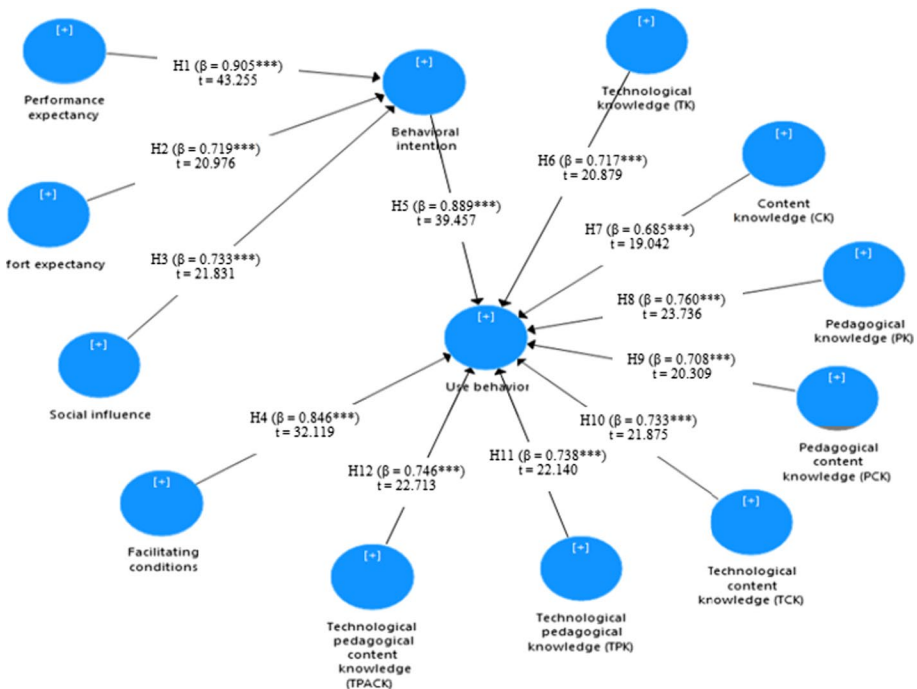 [+]
Performance
expectancy
H1 (β = 0.905***)
t = 43.255
[+]
Behavioral
intention
[+]
Technological
knowledge (TK)
H2 (β = 0.719***)
t = 20.976
[+]
fort expectancy
H3 (β = 0.733***)
t = 21.831
[+]
Social influence
H5 (β = 0.889***)
t = 39.457
H6 (β = 0.717***)
t = 20.879
[+]
Content
knowledge (CK)
H7 (β = 0.685***)
t = 19.042
[+]
Pedagogical
knowledge (PK)
H8 (β = 0.760***)
t = 23.736
[+]
Use behavior
H9 (β = 0.708***)
t = 20.309
[+]
Pedagogical
content
knowledge (PCK)
H4 (β = 0.846***)
t = 32.119
[+]
Facilitating
conditions
H10 (β = 0.733***)
t = 21.875
[+]
Technological
content
knowledge (TCK)
H11 (β = 0.738***)
t = 22.140
[+]
Technological
pedagogical
knowledge (TPK)
H12 (β = 0.746***)
t = 22.713
[+]
Technological
pedagogical
content
knowledge
(TPACK)